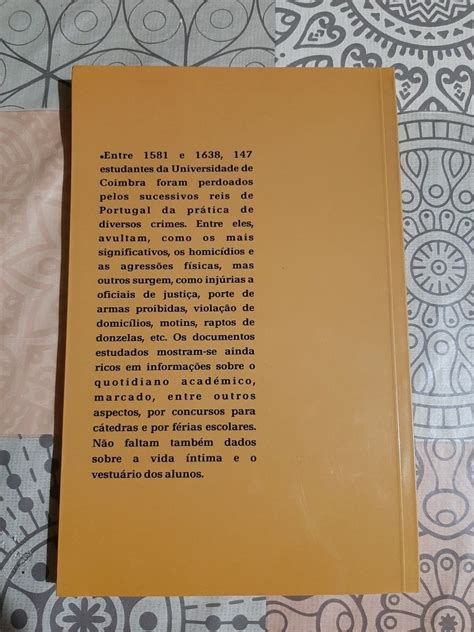 •Entre 1581 e 1638, 147
estudantes da Universidade de
Coimbra foram perdoados
pelos sucessivos reis de
Portugal da prática de
diversos crimes. Entre eles,
avultam, como os mais
significativos, os homicídios e
as agressões físicas, mas
outros surgem, como injúrias a
oficiais de justiça, porte de
armas proibidas, violação de
domicílios, motins, raptos de
donzelas, etc. Os documentos
estudados mostram-se ainda
ricos em informações sobre o
quotidiano académico,
marcado, entre outros
aspectos, por concursos para
cátedras e por férias escolares.
Não faltam também dados
sobre a vida íntima e o
vestuário dos alunos.